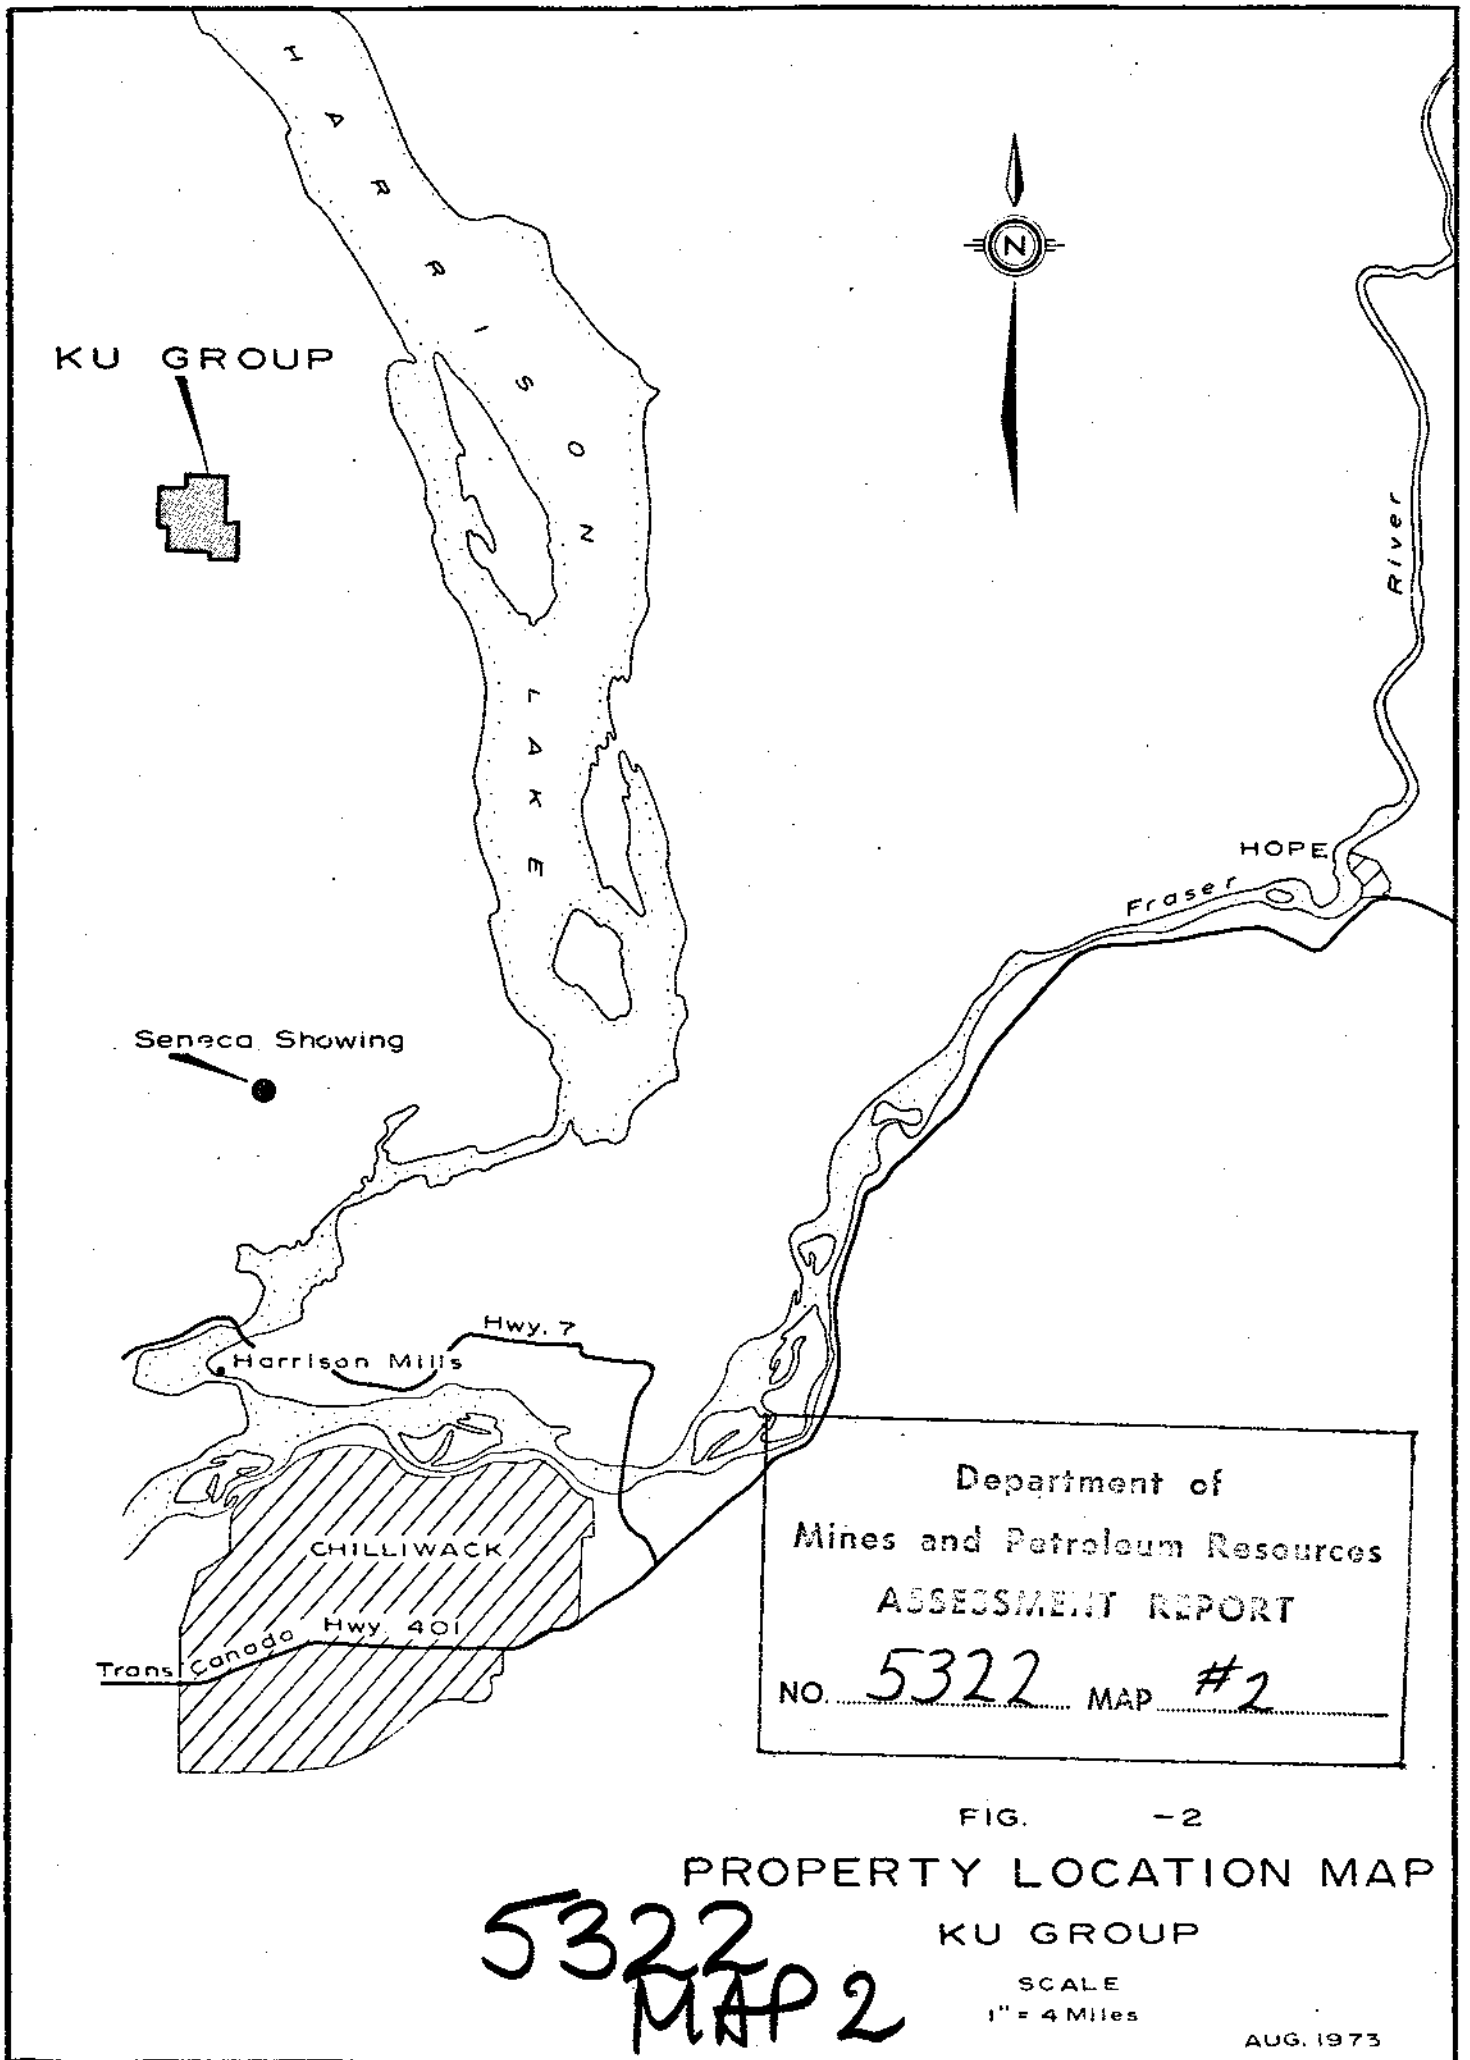 HARRISON
LAKE
N
KU GROUP
River
HOPE
Fraser
Seneca Showing
Hwy. 7
Harrison Mills
CHILLIWACK
Trans Canada Hwy. 401
Department of
Mines and Petroleum Resources
ASSESSMENT REPORT
NO. 5322 MAP #2
FIG. -2
PROPERTY LOCATION MAP
KU GROUP
SCALE
1" = 4 Miles
AUG. 1973
5322
MAP 2